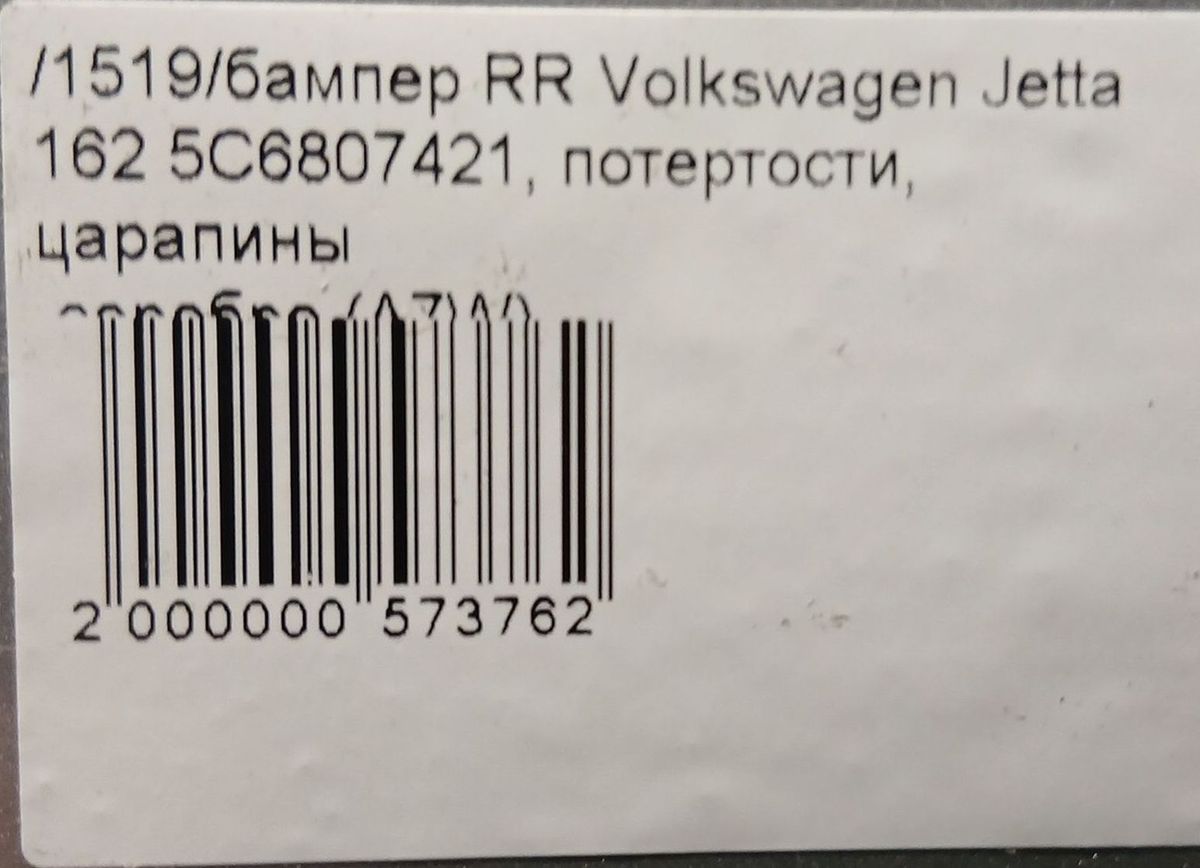 /1519/бампер RR Volkswagen Jetta
162 5C6807421, потертости,
царапины
2 000000 573762